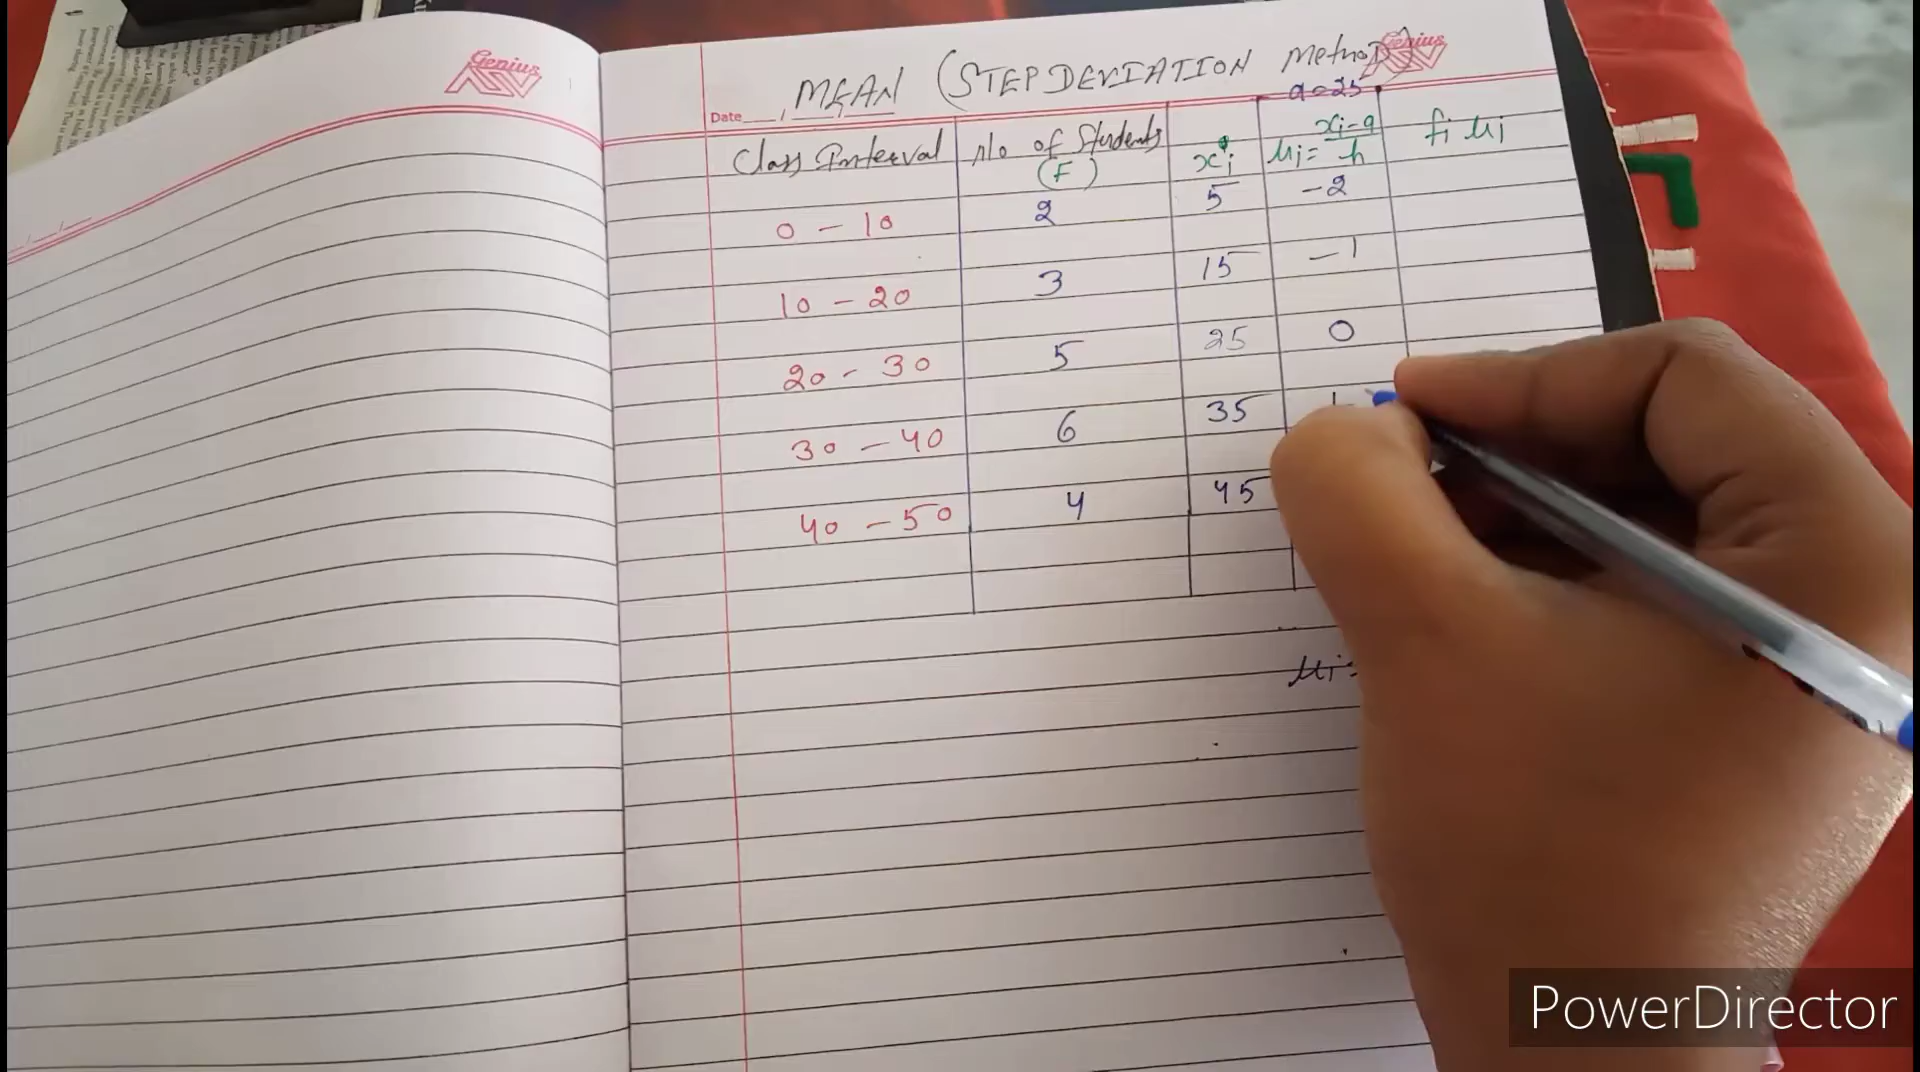 Genius
Genius
MEAN (STEP DEVIATION Method)
Date
a = 25
Class Interval No of Students (F) xi ui = xi-a/h fi ui
0 - 10 2 5 -2
10 - 20 3 15 -1
20 - 30 5 25 0
30 - 40 6 35
40 - 50 4 45
ui =
PowerDirector